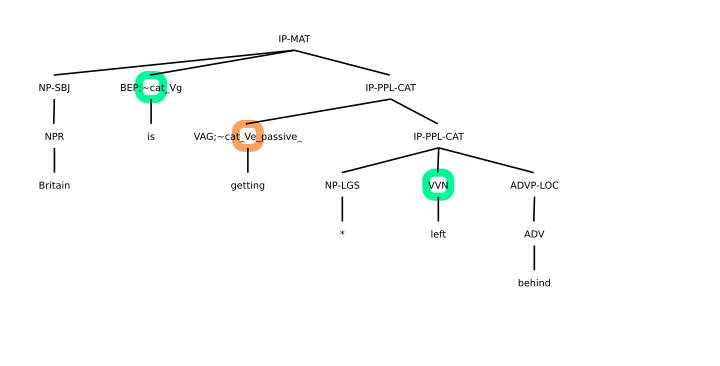 IP-MAT
NP-SBJ BEP;~cat_Vg IP-PPL-CAT
NPR is VAG;~cat_Ve_passive_ IP-PPL-CAT
Britain getting NP-LGS VVN ADVP-LOC
* left ADV
behind